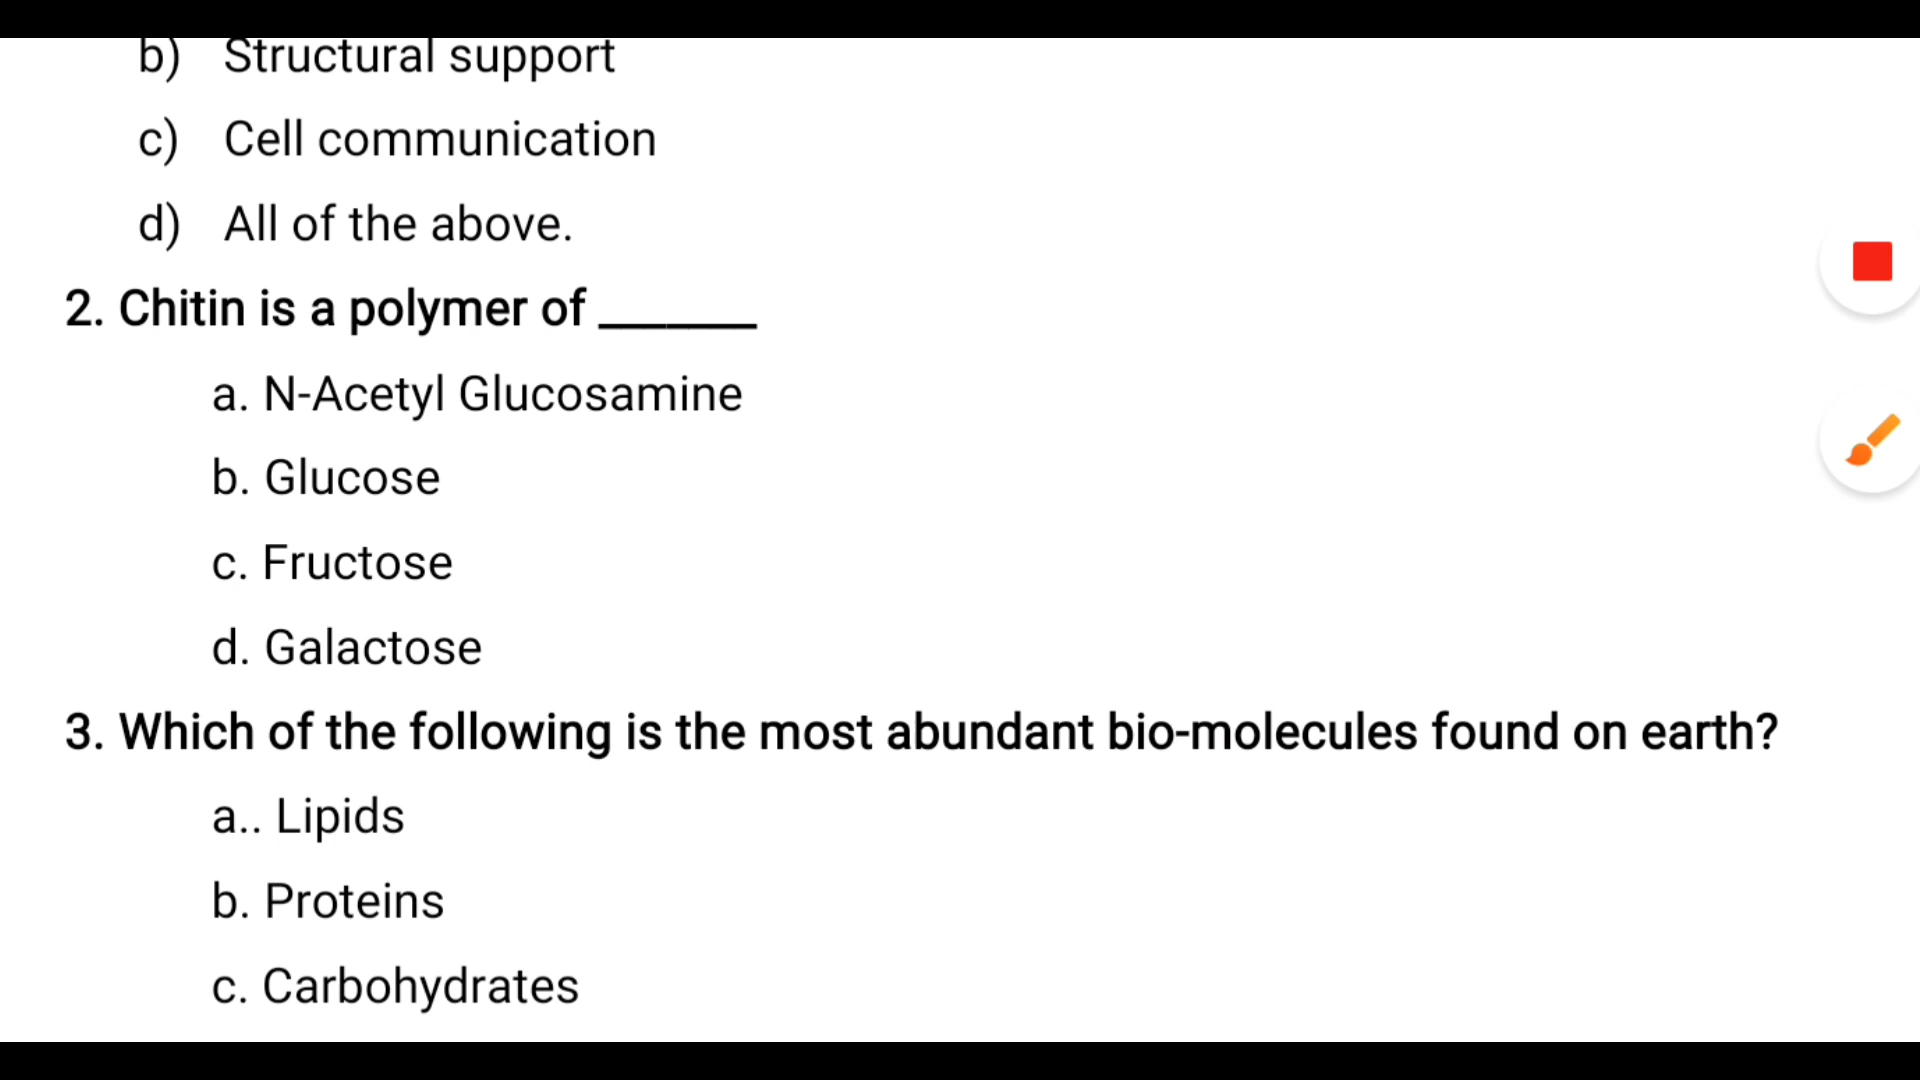 b) Structural support
c) Cell communication
d) All of the above.
2. Chitin is a polymer of _______
a. N-Acetyl Glucosamine
b. Glucose
c. Fructose
d. Galactose
3. Which of the following is the most abundant bio-molecules found on earth?
a.. Lipids
b. Proteins
c. Carbohydrates